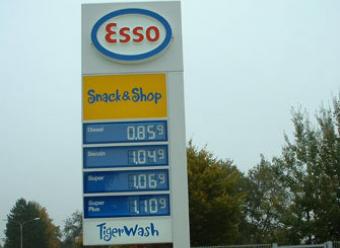 Esso
Snack & Shop
Diesel 0.859
Benzin 1.049
Super 1.069
Super Plus 1.109
TigerWash